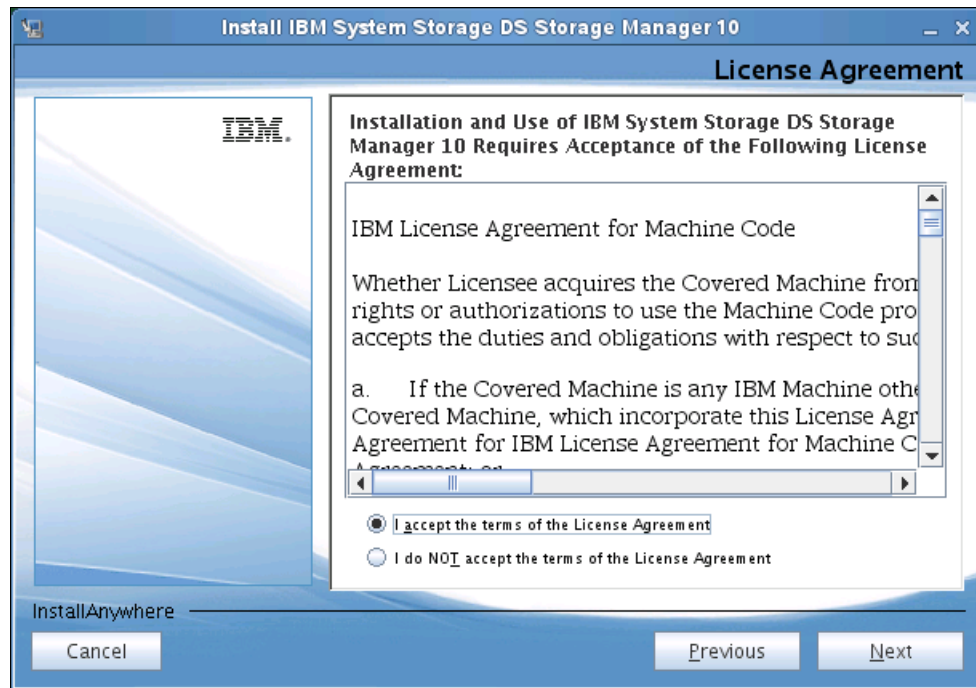 Install IBM System Storage DS Storage Manager 10
License Agreement
IBM.
Installation and Use of IBM System Storage DS Storage
Manager 10 Requires Acceptance of the Following License
Agreement:
IBM License Agreement for Machine Code
Whether Licensee acquires the Covered Machine from
rights or authorizations to use the Machine Code pro
accepts the duties and obligations with respect to suc
a. If the Covered Machine is any IBM Machine othe
Covered Machine, which incorporate this License Agr
Agreement for IBM License Agreement for Machine C
Agreement; or
I accept the terms of the License Agreement
I do NOT accept the terms of the License Agreement
InstallAnywhere
Cancel
Previous
Next